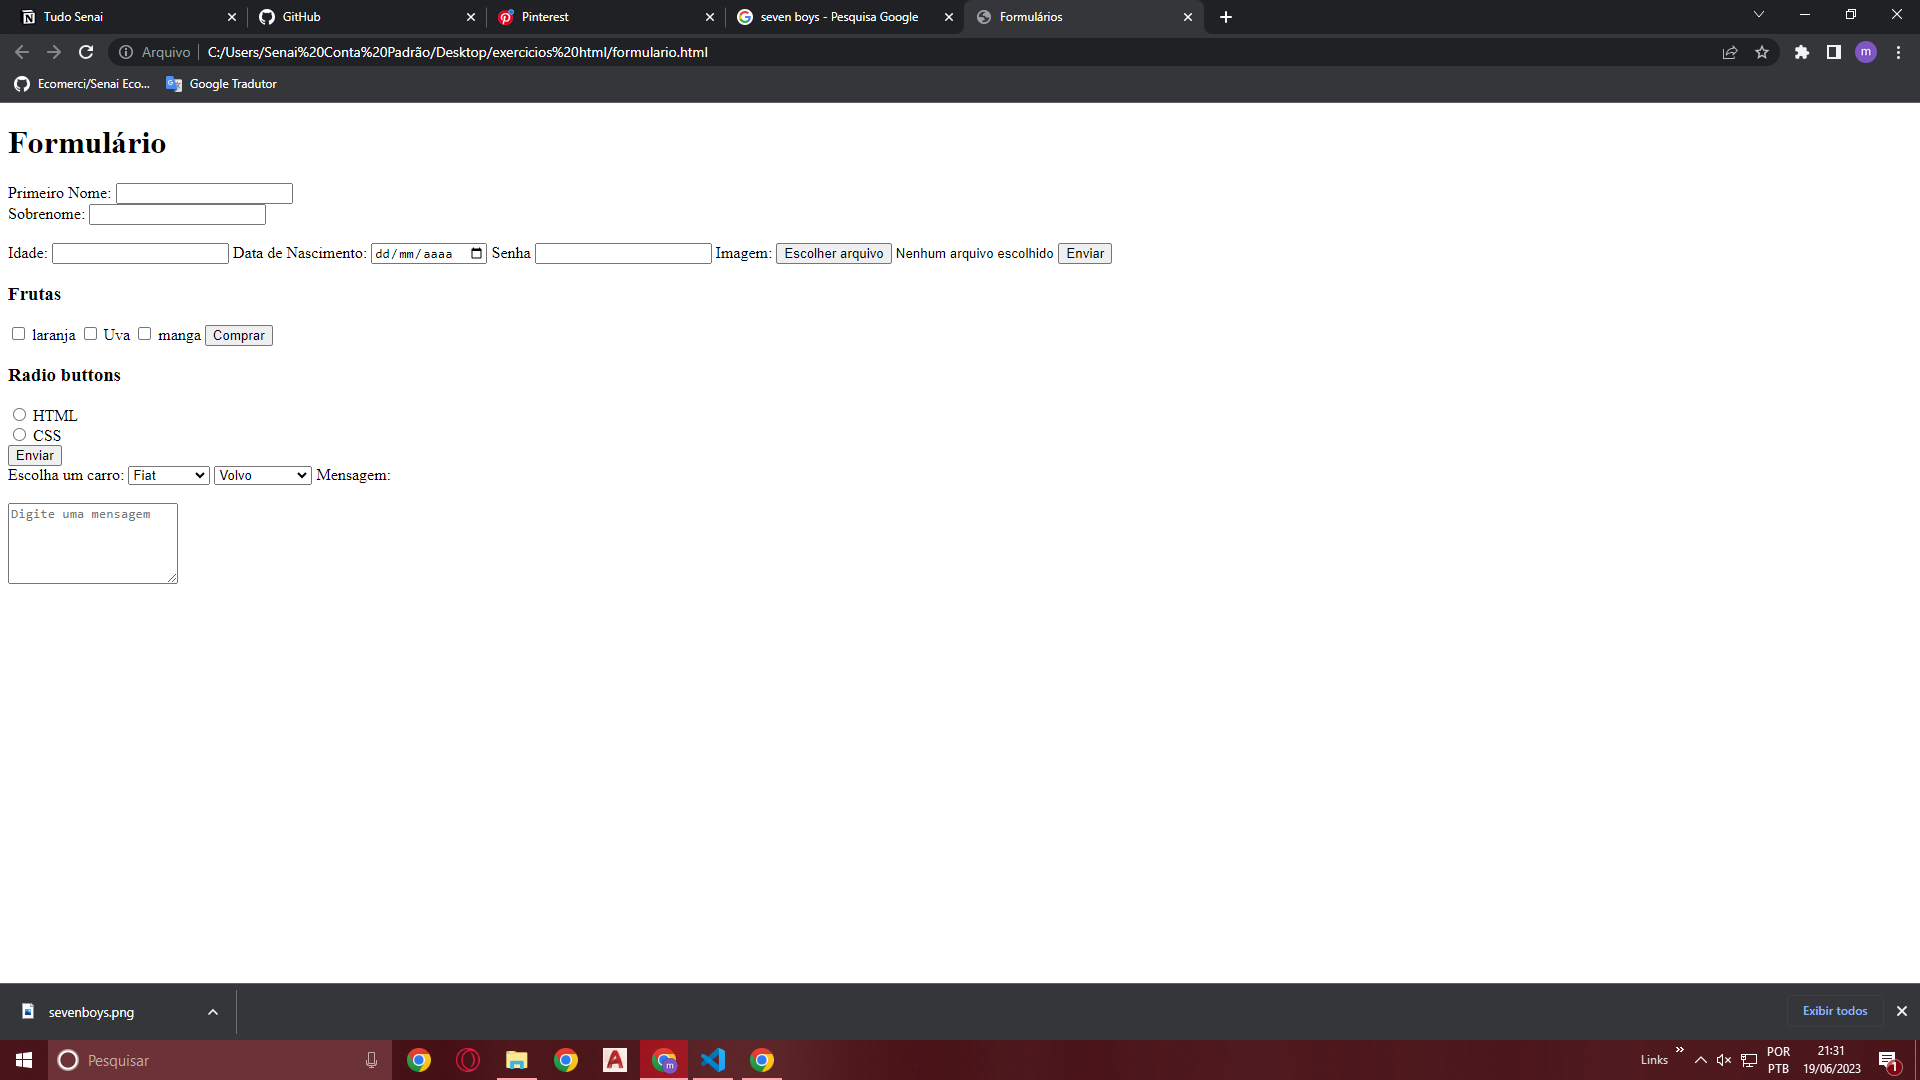 Tudo Senai
GitHub
Pinterest
seven boys - Pesquisa Google
Formulários
Arquivo
C:/Users/Senai%20Conta%20Padrão/Desktop/exercicios%20html/formulario.html
m
Ecomerci/Senai Eco...
Google Tradutor
Formulário
Primeiro Nome:
Sobrenome:
Idade: Data de Nascimento: dd/mm/aaaa Senha Imagem: Escolher arquivo Nenhum arquivo escolhido Enviar
Frutas
laranja Uva manga Comprar
Radio buttons
HTML
CSS
Enviar
Escolha um carro: Fiat Volvo Mensagem:
Digite uma mensagem
sevenboys.png
Exibir todos
Pesquisar
m
Links
POR
PTB
21:31
19/06/2023
1